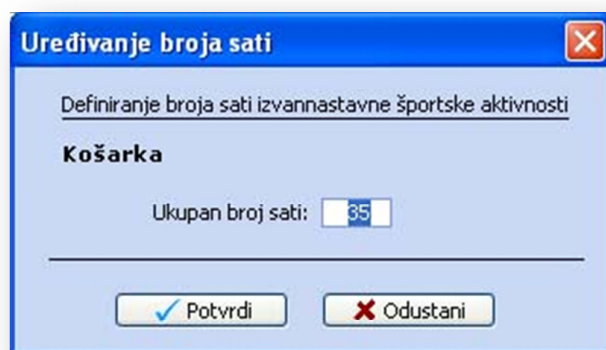 Uređivanje broja sati
Definiranje broja sati izvannastavne športske aktivnosti
Košarka
Ukupan broj sati: 35
Potvrdi Odustani